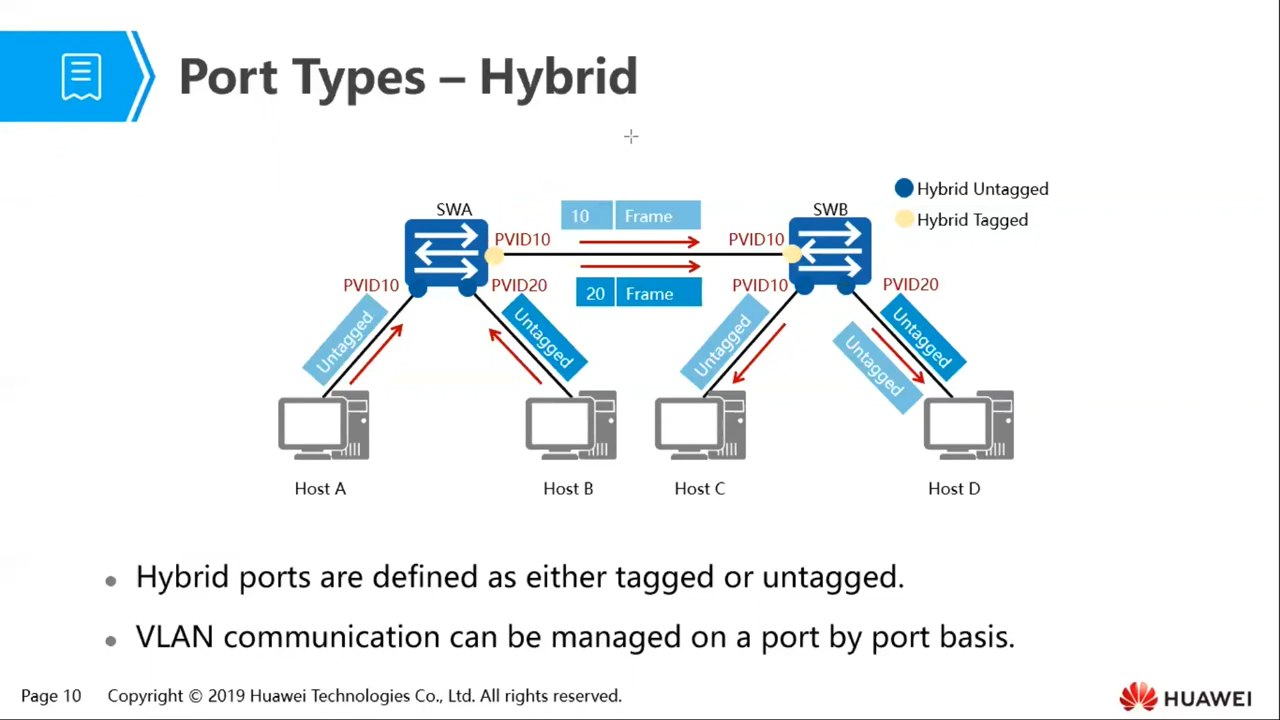 Port Types – Hybrid
Hybrid Untagged
Hybrid Tagged
SWA
10 Frame
SWB
PVID10
PVID10
PVID10
PVID20
20 Frame
PVID10
PVID20
Untagged
Untagged
Untagged
Untagged
Untagged
Host A
Host B
Host C
Host D
• Hybrid ports are defined as either tagged or untagged.
• VLAN communication can be managed on a port by port basis.
Page 10 Copyright © 2019 Huawei Technologies Co., Ltd. All rights reserved.
HUAWEI